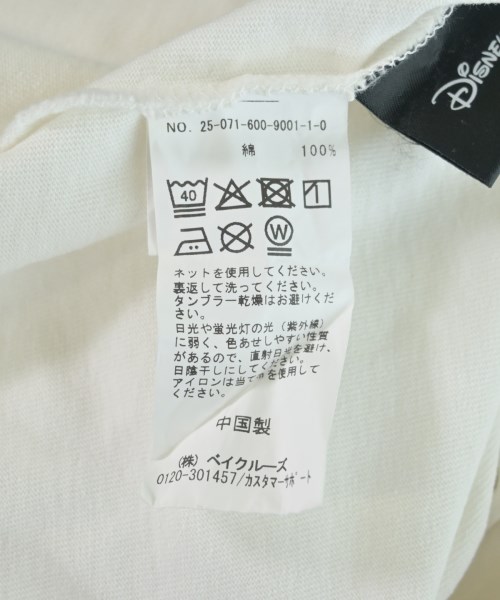 Disney
NO. 25-071-600-9001-1-0
綿 100%
40
W
ネットを使用してください。
裏返して洗ってください。
タンブラー乾燥はお避けくだ
さい。
日光や蛍光灯の光（紫外線）
に弱く、色あせしやすい性質
があるので、直射日光を避け、
日陰干しにしてください。
アイロンは当て布を使用して
ください。
中国製
（株）ベイクルーズ
0120-301457/カスタマーサポート